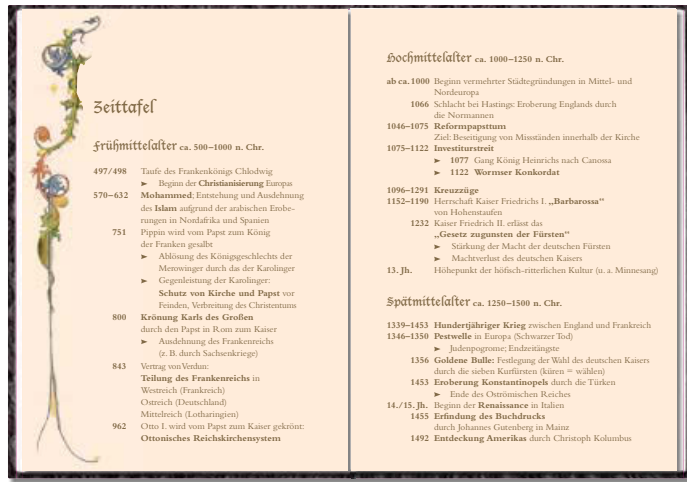 Zeittafel
Frühmittelalter ca. 500–1000 n. Chr.
497/498 Taufe des Frankenkönigs Chlodwig
➤ Beginn der Christianisierung Europas
570–632 Mohammed; Entstehung und Ausdehnung
des Islam aufgrund der arabischen Erobe-
rungen in Nordafrika und Spanien
751 Pippin wird vom Papst zum König
der Franken gesalbt
➤ Ablösung des Königsgeschlechts der
Merowinger durch das der Karolinger
➤ Gegenleistung der Karolinger:
Schutz von Kirche und Papst vor
Feinden, Verbreitung des Christentums
800 Krönung Karls des Großen
durch den Papst in Rom zum Kaiser
➤ Ausdehnung des Frankenreichs
(z. B. durch Sachsenkriege)
843 Vertrag von Verdun:
Teilung des Frankenreichs in
Westreich (Frankreich)
Ostreich (Deutschland)
Mittelreich (Lotharingien)
962 Otto I. wird vom Papst zum Kaiser gekrönt:
Ottonisches Reichskirchensystem
Hochmittelalter ca. 1000–1250 n. Chr.
ab ca. 1000 Beginn vermehrter Städtegründungen in Mittel- und
Nordeuropa
1066 Schlacht bei Hastings: Eroberung Englands durch
die Normannen
1046–1075 Reformpapsttum
Ziel: Beseitigung von Missständen innerhalb der Kirche
1075–1122 Investiturstreit
➤ 1077 Gang König Heinrichs nach Canossa
➤ 1122 Wormser Konkordat
1096–1291 Kreuzzüge
1152–1190 Herrschaft Kaiser Friedrichs I. „Barbarossa“
von Hohenstaufen
1232 Kaiser Friedrich II. erlässt das
„Gesetz zugunsten der Fürsten“
➤ Stärkung der Macht der deutschen Fürsten
➤ Machtverlust des deutschen Kaisers
13. Jh. Höhepunkt der höfisch-ritterlichen Kultur (u. a. Minnesang)
Spätmittelalter ca. 1250–1500 n. Chr.
1339–1453 Hundertjähriger Krieg zwischen England und Frankreich
1346–1350 Pestwelle in Europa (Schwarzer Tod)
➤ Judenpogrome; Endzeitängste
1356 Goldene Bulle: Festlegung der Wahl des deutschen Kaisers
durch die sieben Kurfürsten (küren = wählen)
1453 Eroberung Konstantinopels durch die Türken
➤ Ende des Oströmischen Reiches
14./15. Jh. Beginn der Renaissance in Italien
1455 Erfindung des Buchdrucks
durch Johannes Gutenberg in Mainz
1492 Entdeckung Amerikas durch Christoph Kolumbus